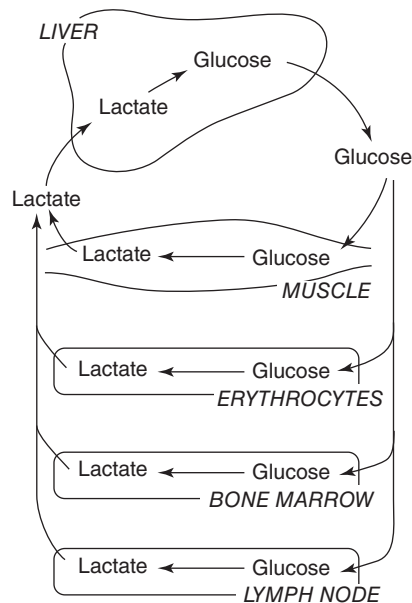 LIVER
Glucose
Lactate
Glucose
Lactate
Lactate Glucose
MUSCLE
Lactate Glucose
ERYTHROCYTES
Lactate Glucose
BONE MARROW
Lactate Glucose
LYMPH NODE